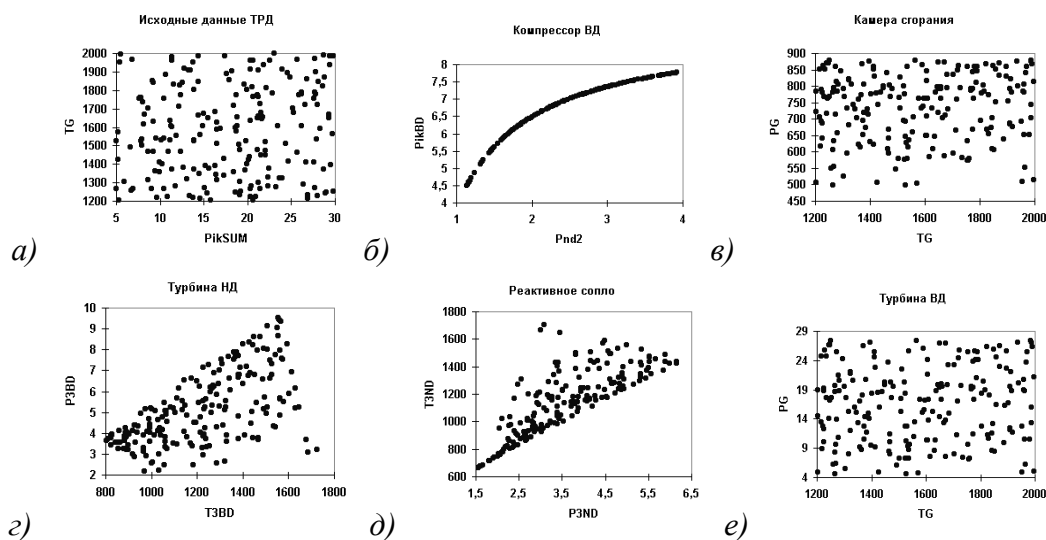 Исходные данные ТРД
2000
1900
1800
1700
1600
1500
1400
1300
1200
TG
5 10 15 20 25 30
PikSUM
а)
Компрессор ВД
8
7,5
7
6,5
6
5,5
5
4,5
4
PikBD
1 2 3 4
Pnd2
б)
Камера сгорания
900
850
800
750
700
650
600
550
500
450
PG
1200 1400 1600 1800 2000
TG
в)
Турбина НД
10
9
8
7
6
5
4
3
2
P3BD
800 1000 1200 1400 1600 1800
T3BD
г)
Реактивное сопло
1800
1600
1400
1200
1000
800
600
T3ND
1,5 2,5 3,5 4,5 5,5 6,5
P3ND
д)
Турбина ВД
29
24
19
14
9
4
PG
1200 1400 1600 1800 2000
TG
е)